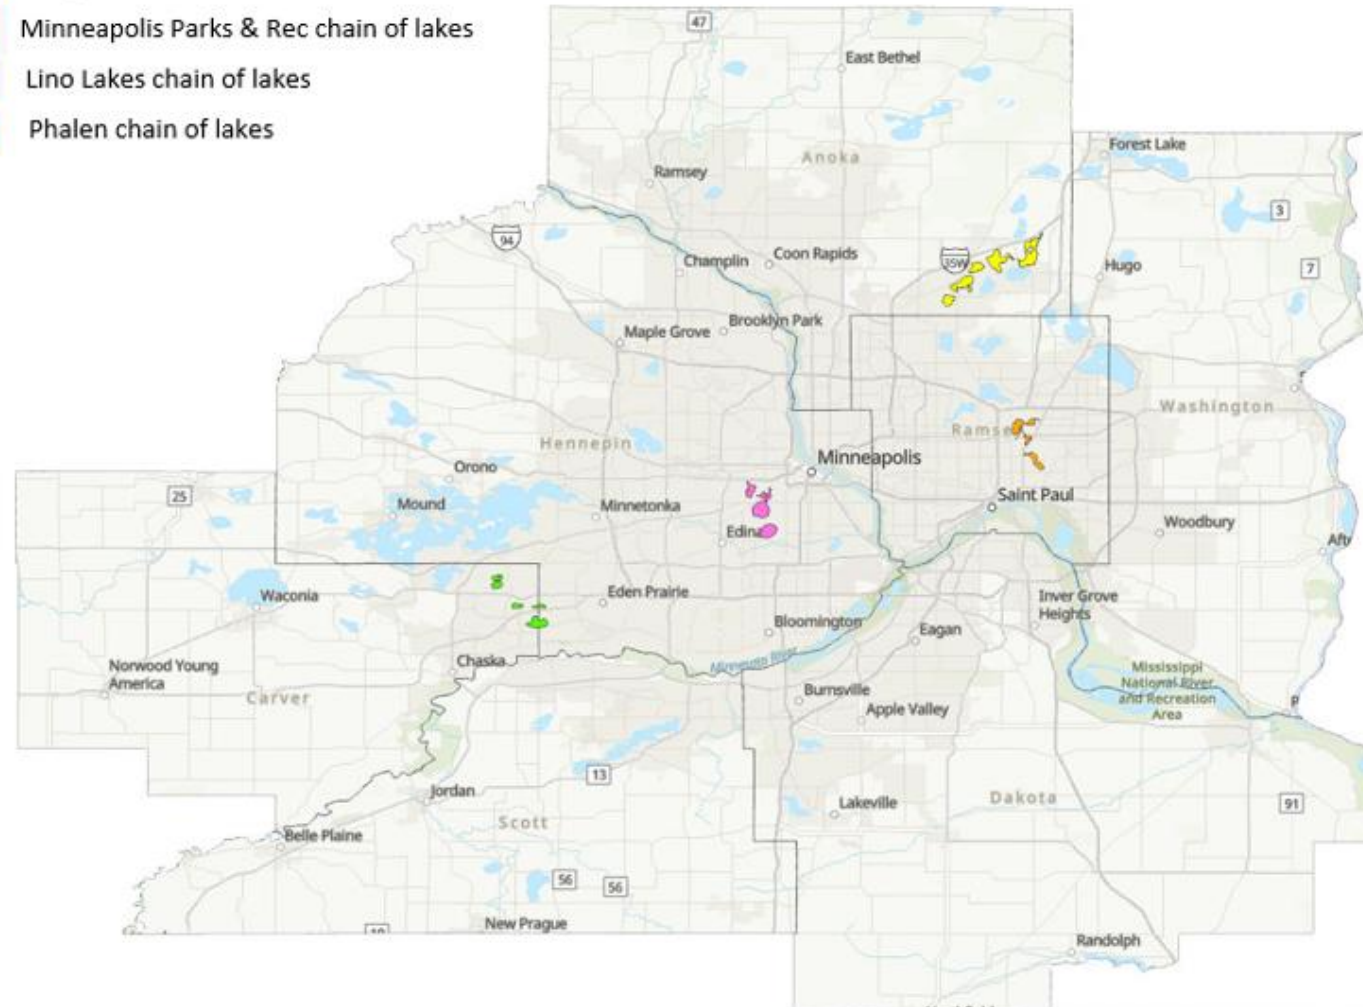 Minneapolis Parks & Rec chain of lakes
Lino Lakes chain of lakes
Phalen chain of lakes
47
East Bethel
Forest Lake
Anoka
Ramsey
3
94
Champlin
Coon Rapids
35W
Hugo
7
Brooklyn Park
Maple Grove
Washington
Hennepin
Minneapolis
Orono
25
Mound
Minnetonka
Saint Paul
Woodbury
Edina
Aft
Waconia
Eden Prairie
Inver Grove
Heights
Bloomington
Eagan
Minnesota River
Chaska
Norwood Young
America
Carver
Mississippi
National River
and Recreation
Area
Burnsville
Apple Valley
13
Jordan
Lakeville
Dakota
91
Scott
Belle Plaine
56
56
New Prague
Randolph